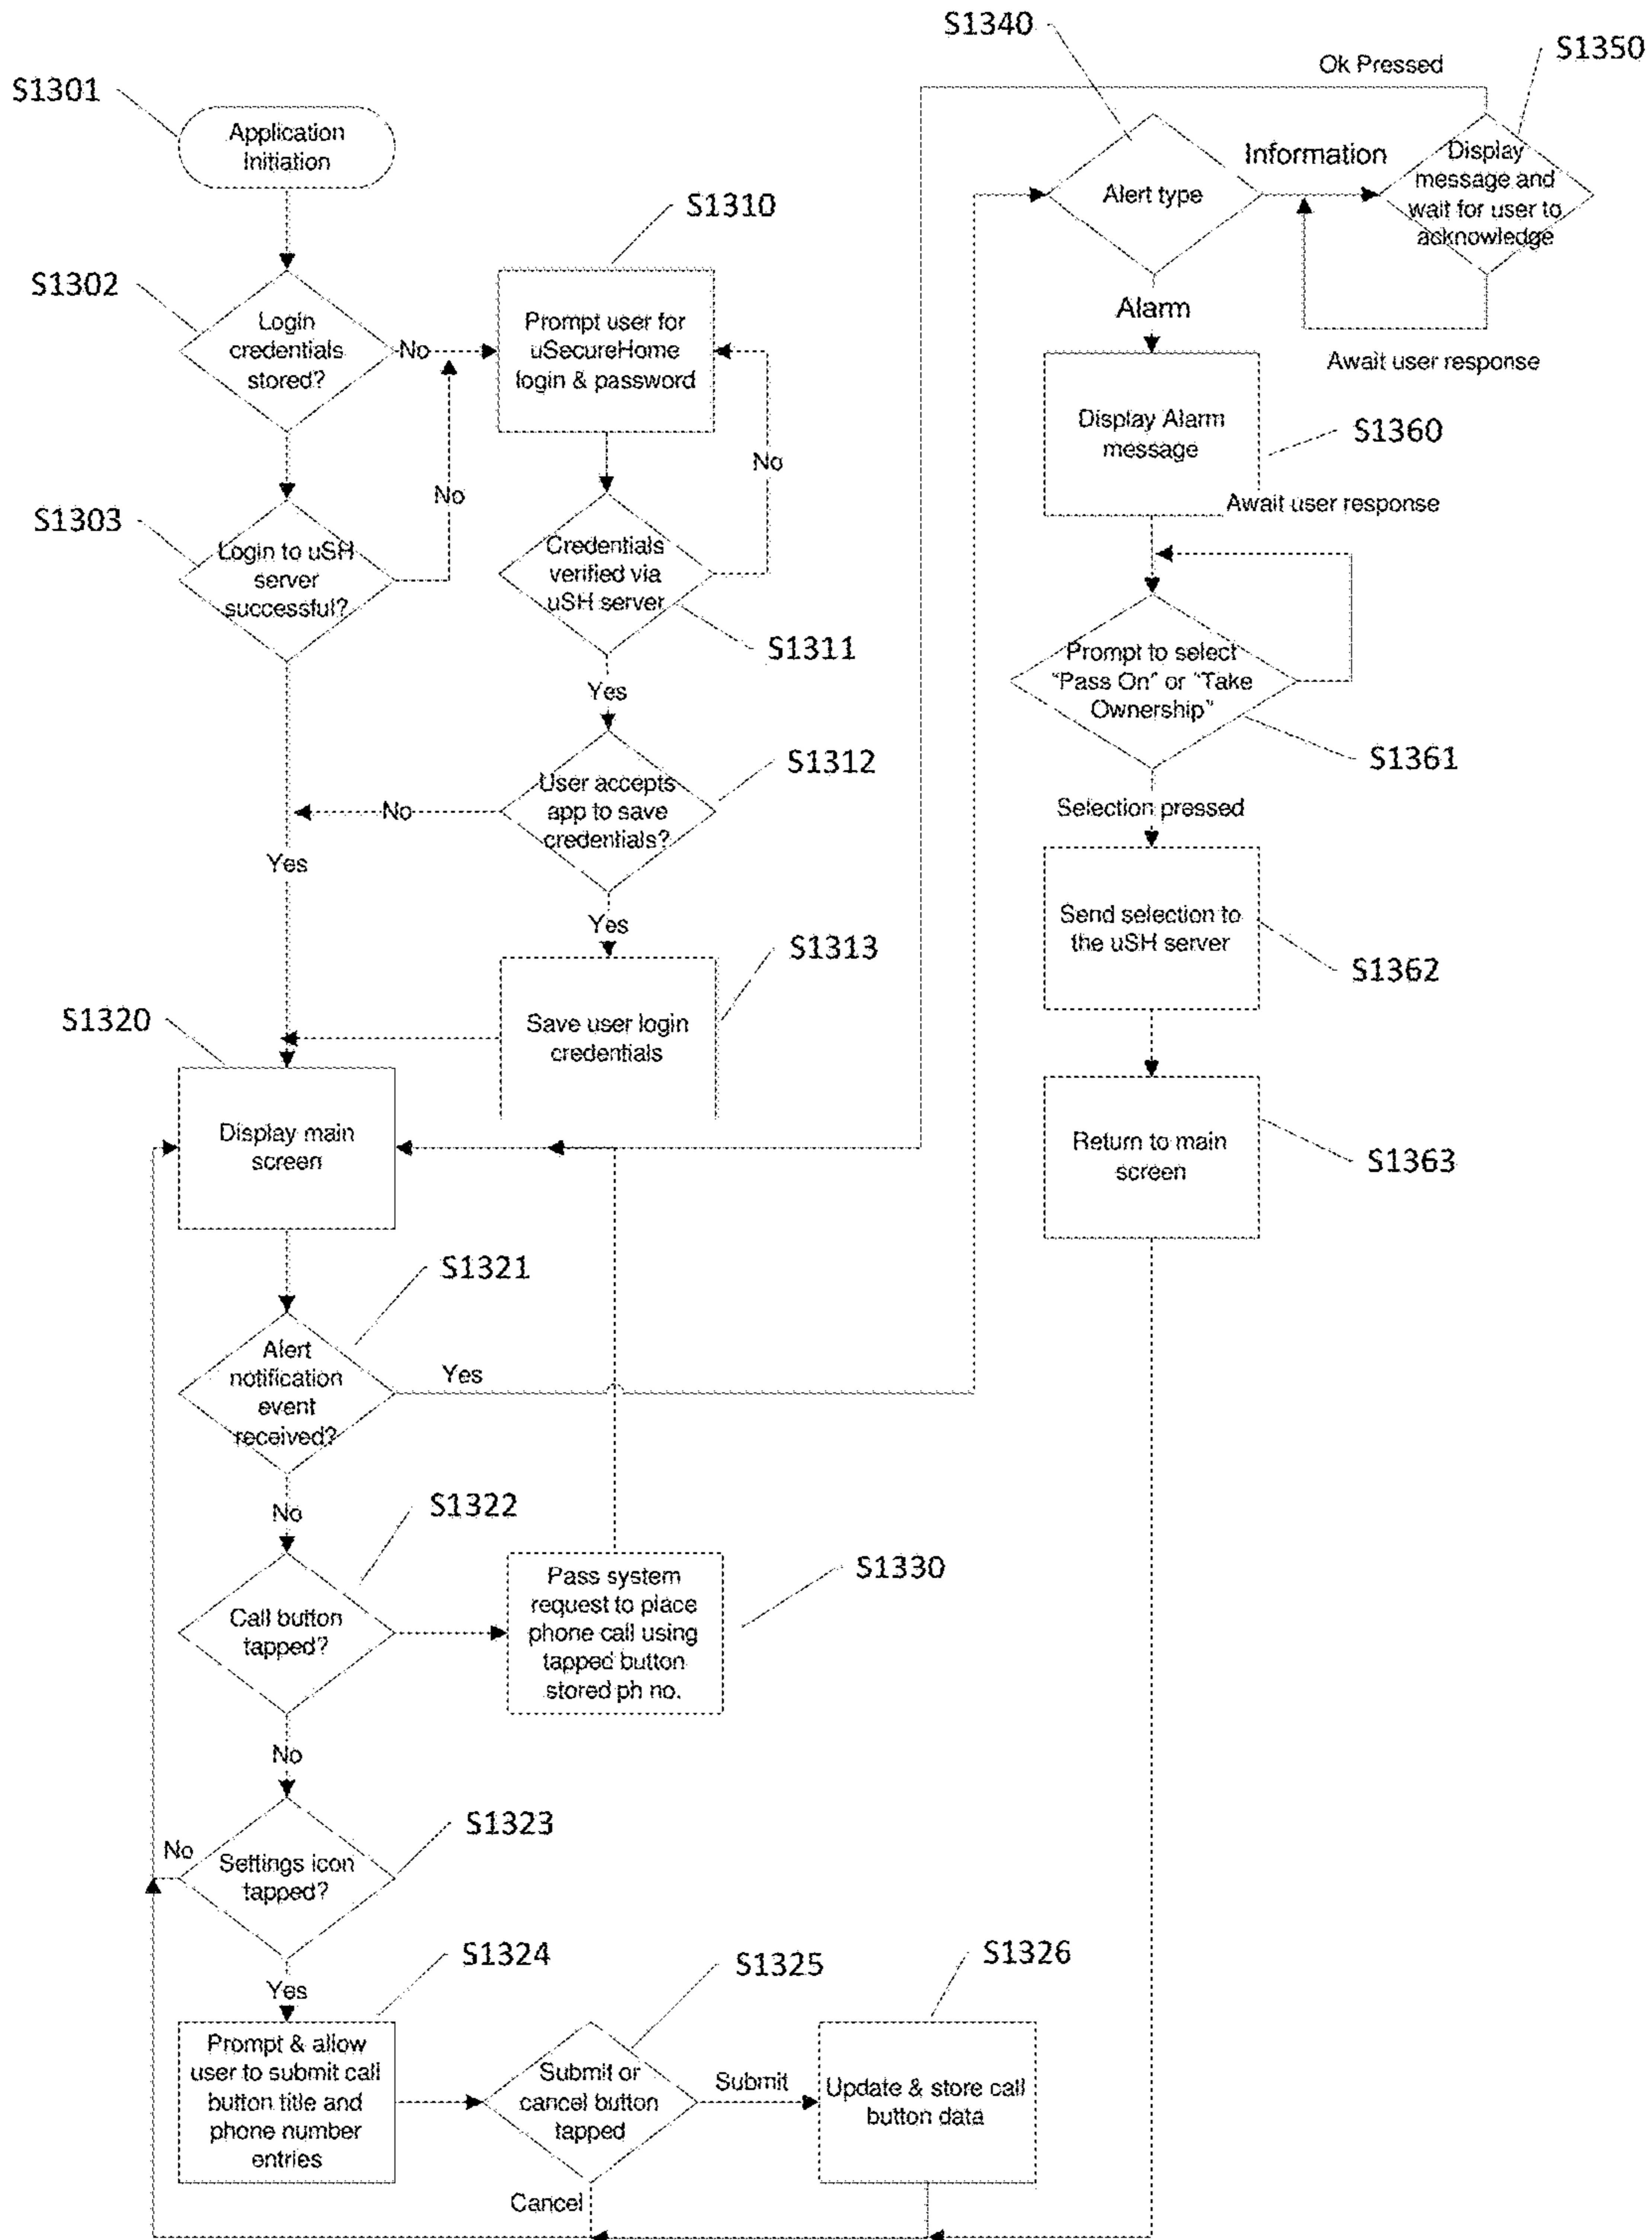 S1301
Application
Initiation
S1302
Login
credentials
stored?
No
S1310
Prompt user for
uSecureHome
login & password
No
No
S1303
Login to uSH
server
successful?
Credentials
verified via
uSH server
S1311
Yes
S1312
User accepts
app to save
credentials?
No
Yes
Yes
S1313
Save user login
credentials
S1320
Display main
screen
S1321
Alert
notification
event
received?
Yes
No
S1322
Call button
tapped?
S1330
Pass system
request to place
phone call using
tapped button
stored ph no.
No
S1323
No
Settings icon
tapped?
Yes
S1324
Prompt & allow
user to submit call
button title and
phone number
entries
S1325
Submit or
cancel button
tapped
Submit
Cancel
S1326
Update & store call
button data
S1340
Alert type
Information
Ok Pressed
S1350
Display
message and
wait for user to
acknowledge
Await user response
Alarm
Display Alarm
message
S1360
Await user response
Prompt to select
"Pass On" or "Take
Ownership"
S1361
Selection pressed
Send selection to
the uSH server
S1362
Return to main
screen
S1363